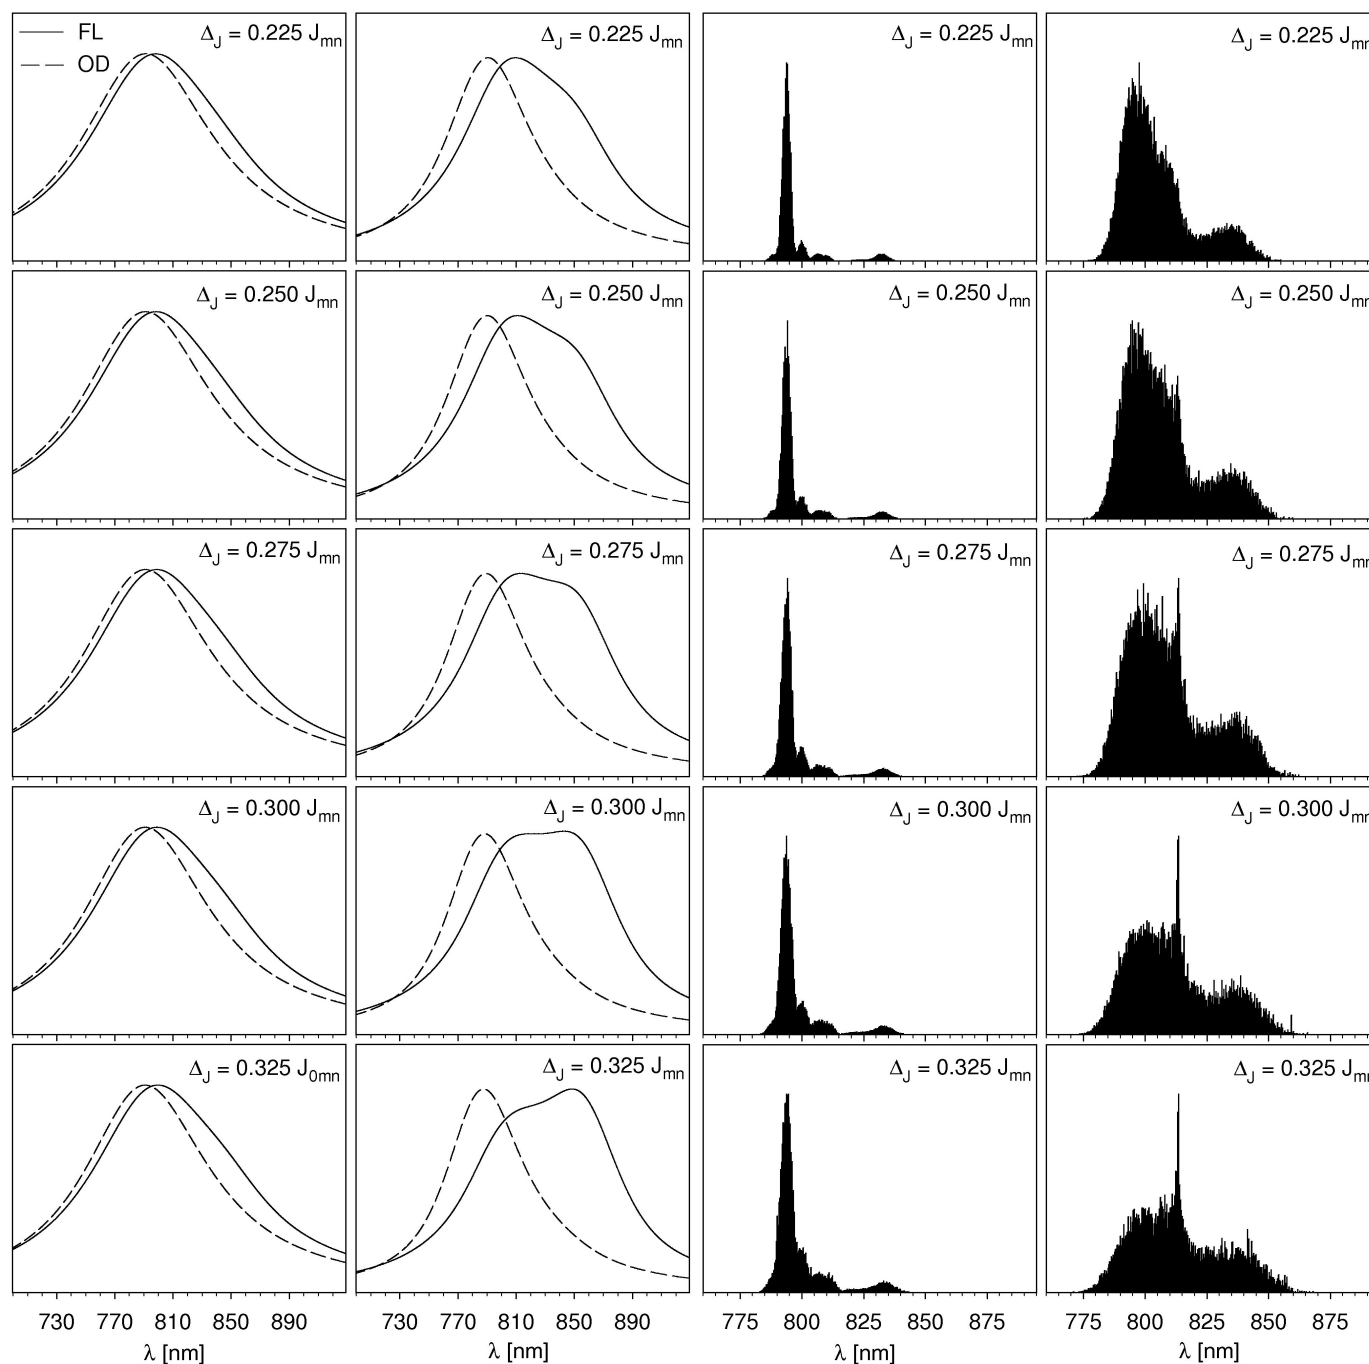 FL
OD
Δ_J = 0.225 J_mn
Δ_J = 0.225 J_mn
Δ_J = 0.225 J_mn
Δ_J = 0.225 J_mn
Δ_J = 0.250 J_mn
Δ_J = 0.250 J_mn
Δ_J = 0.250 J_mn
Δ_J = 0.250 J_mn
Δ_J = 0.275 J_mn
Δ_J = 0.275 J_mn
Δ_J = 0.275 J_mn
Δ_J = 0.275 J_mn
Δ_J = 0.300 J_mn
Δ_J = 0.300 J_mn
Δ_J = 0.300 J_mn
Δ_J = 0.300 J_mn
Δ_J = 0.325 J_0mn
Δ_J = 0.325 J_mn
Δ_J = 0.325 J_mn
Δ_J = 0.325 J_mn
730 770 810 850 890
730 770 810 850 890
775 800 825 850 875
775 800 825 850 875
λ [nm]
λ [nm]
λ [nm]
λ [nm]